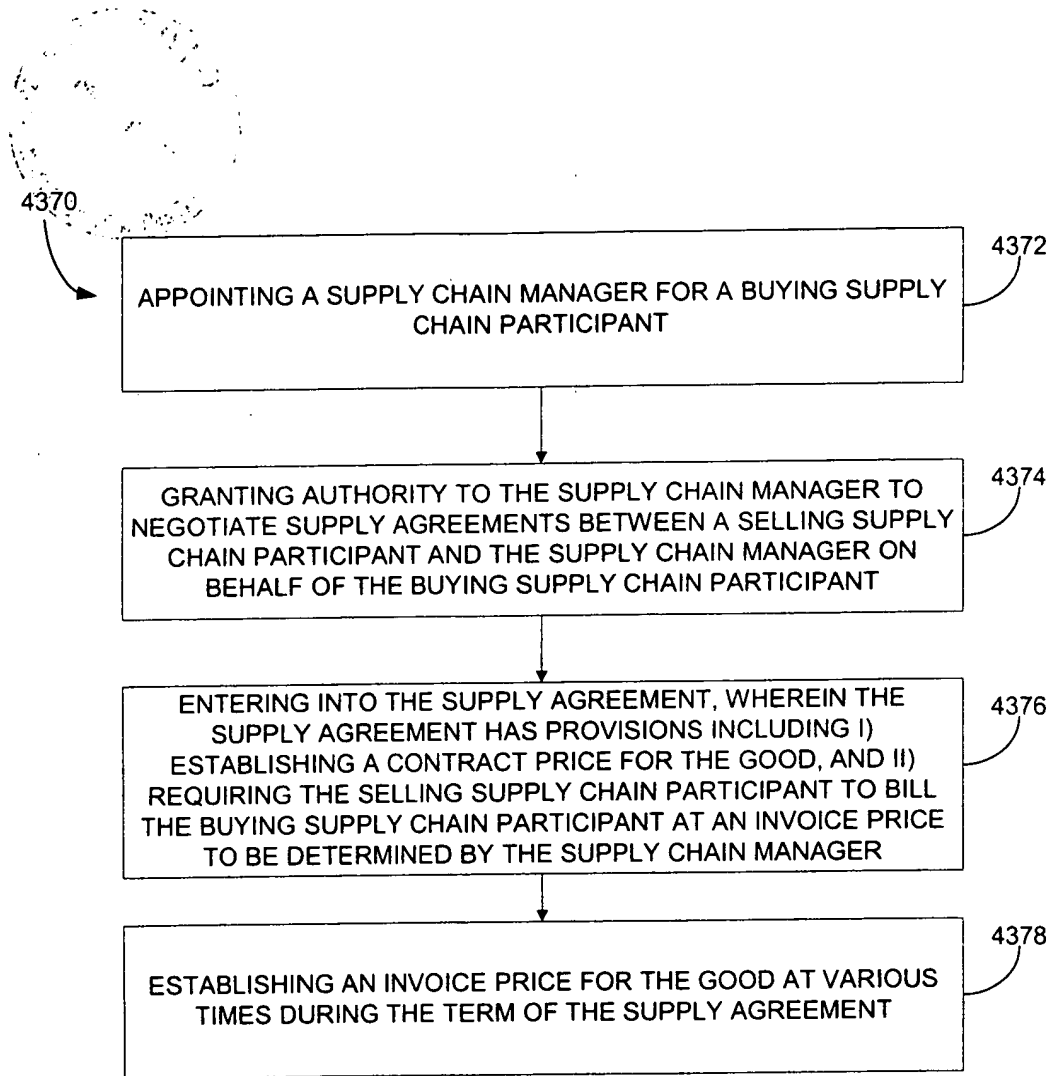 4370
4372
APPOINTING A SUPPLY CHAIN MANAGER FOR A BUYING SUPPLY
CHAIN PARTICIPANT
4374
GRANTING AUTHORITY TO THE SUPPLY CHAIN MANAGER TO
NEGOTIATE SUPPLY AGREEMENTS BETWEEN A SELLING SUPPLY
CHAIN PARTICIPANT AND THE SUPPLY CHAIN MANAGER ON
BEHALF OF THE BUYING SUPPLY CHAIN PARTICIPANT
4376
ENTERING INTO THE SUPPLY AGREEMENT, WHEREIN THE
SUPPLY AGREEMENT HAS PROVISIONS INCLUDING I)
ESTABLISHING A CONTRACT PRICE FOR THE GOOD, AND II)
REQUIRING THE SELLING SUPPLY CHAIN PARTICIPANT TO BILL
THE BUYING SUPPLY CHAIN PARTICIPANT AT AN INVOICE PRICE
TO BE DETERMINED BY THE SUPPLY CHAIN MANAGER
4378
ESTABLISHING AN INVOICE PRICE FOR THE GOOD AT VARIOUS
TIMES DURING THE TERM OF THE SUPPLY AGREEMENT